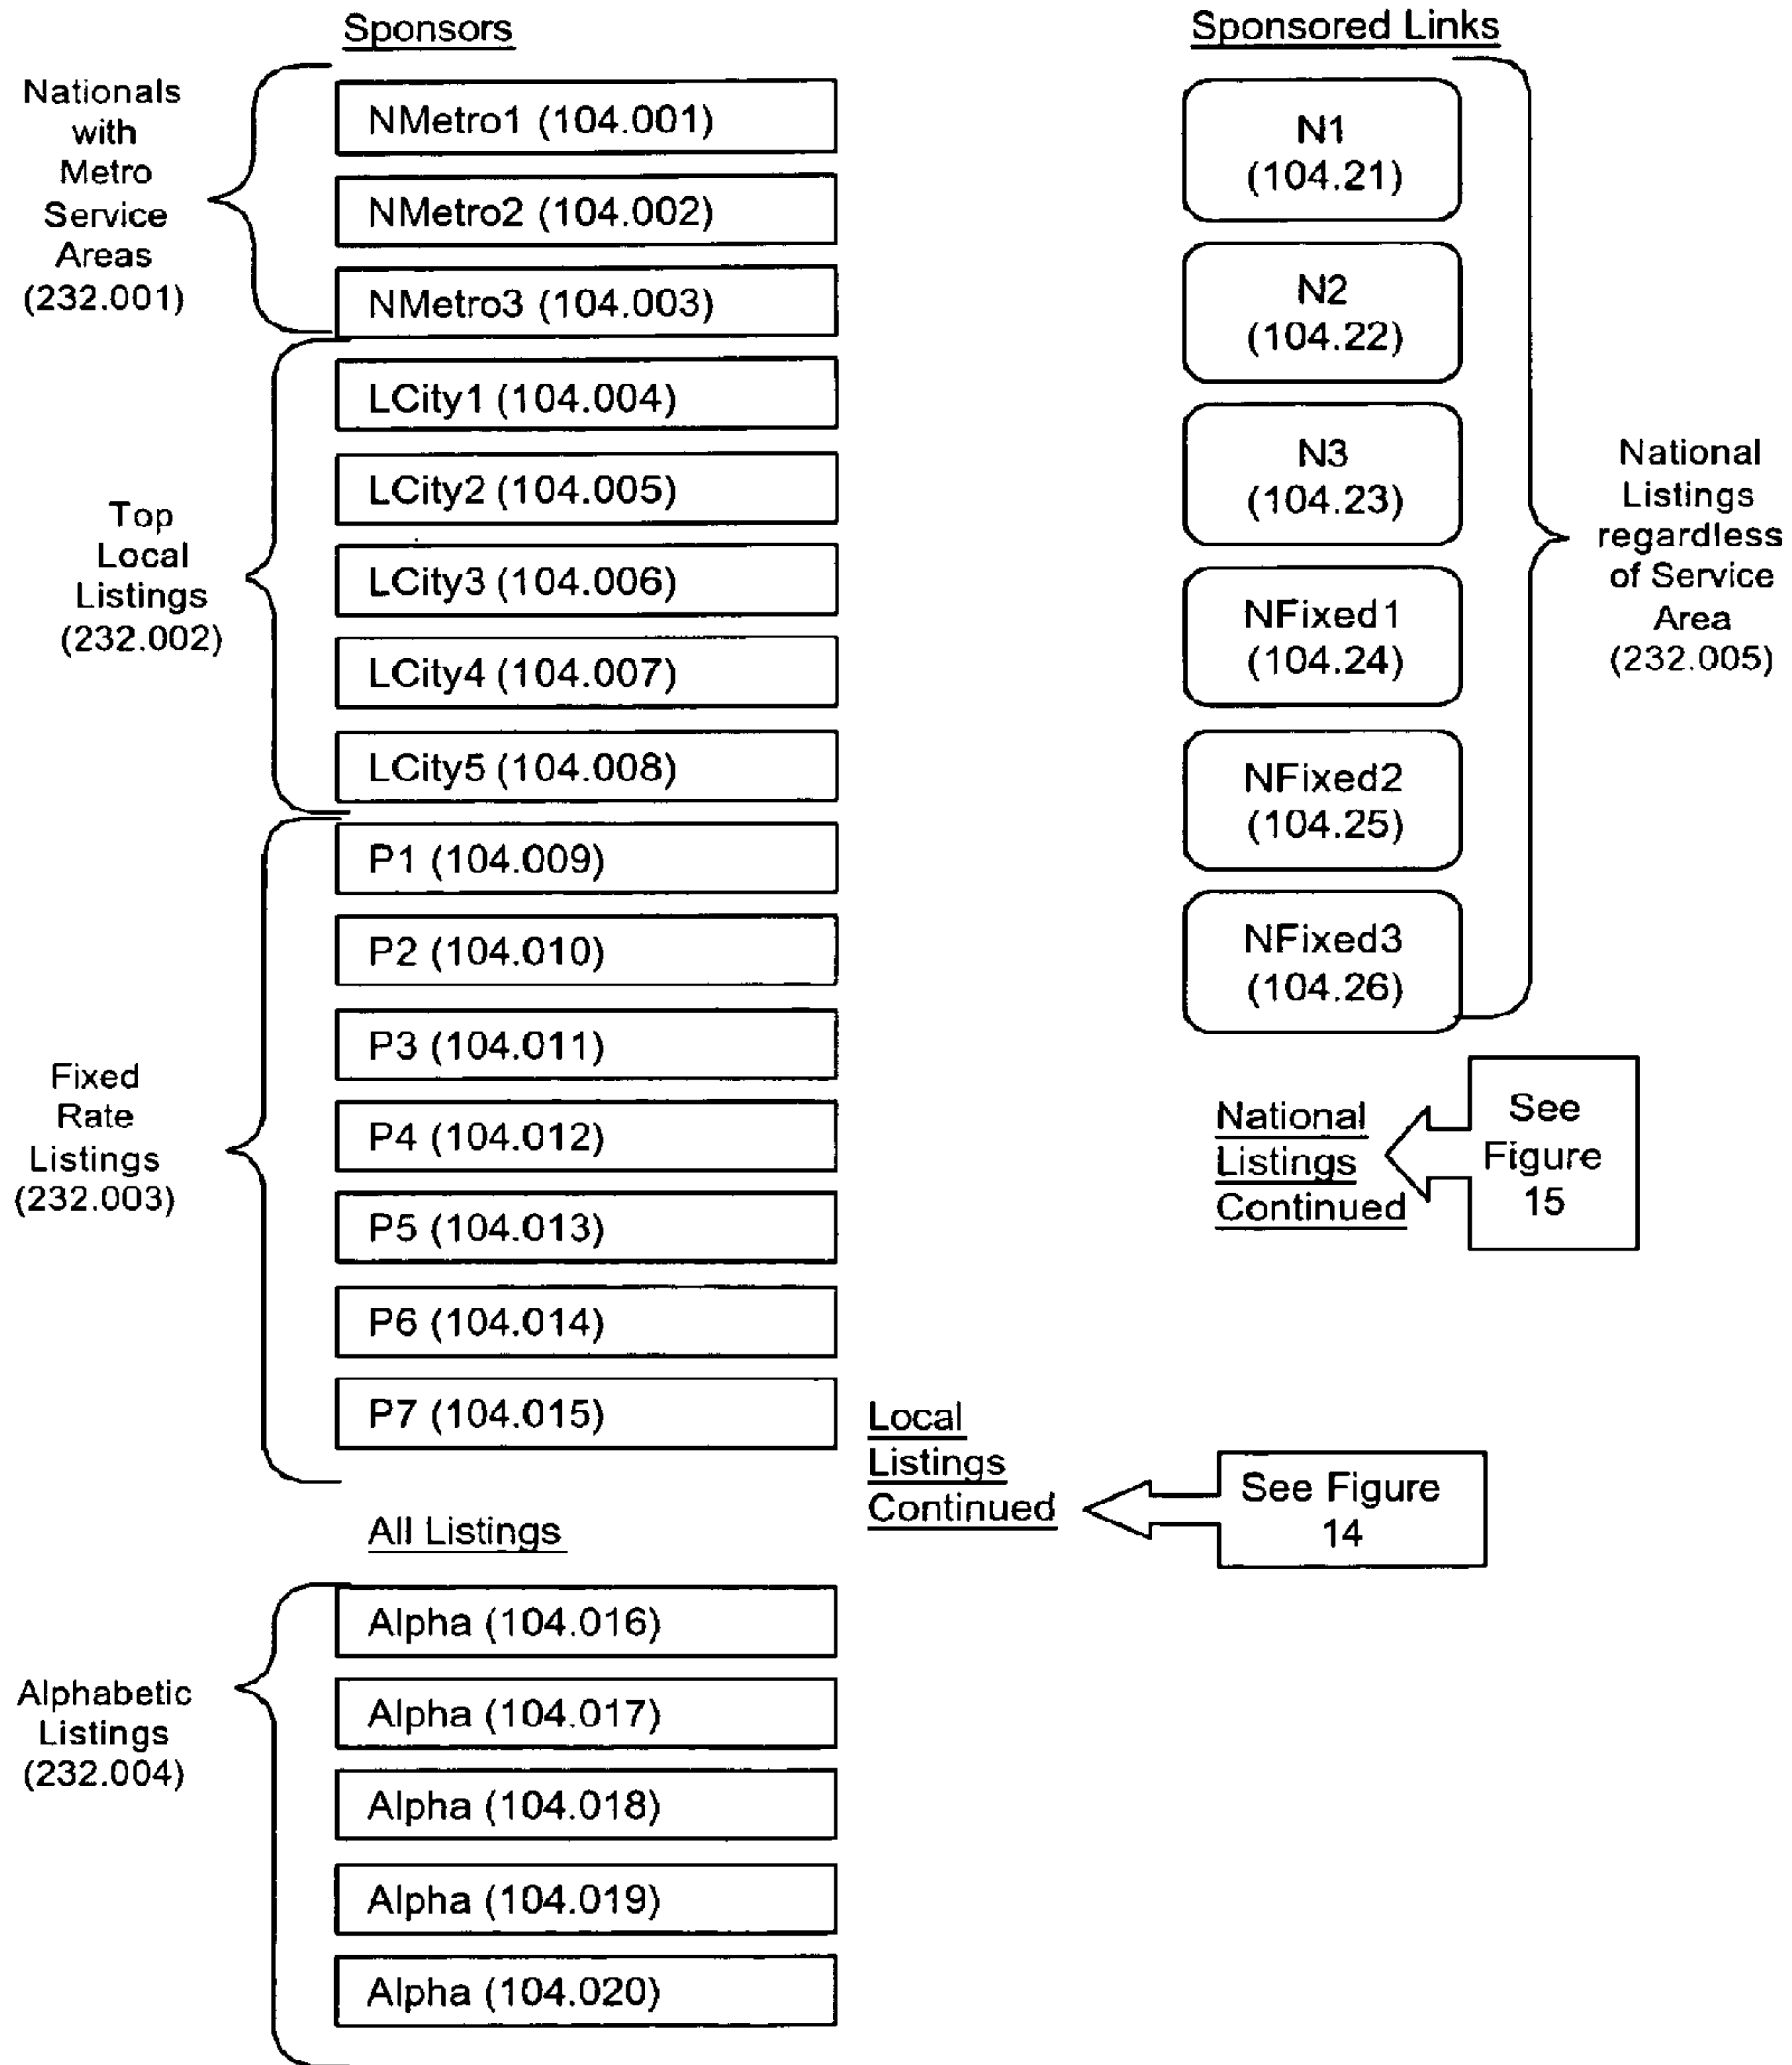 Sponsors
Nationals
with
Metro
Service
Areas
(232.001)
NMetro1 (104.001)
NMetro2 (104.002)
NMetro3 (104.003)
Top
Local
Listings
(232.002)
LCity1 (104.004)
LCity2 (104.005)
LCity3 (104.006)
LCity4 (104.007)
LCity5 (104.008)
Fixed
Rate
Listings
(232.003)
P1 (104.009)
P2 (104.010)
P3 (104.011)
P4 (104.012)
P5 (104.013)
P6 (104.014)
P7 (104.015)
All Listings
Alphabetic
Listings
(232.004)
Alpha (104.016)
Alpha (104.017)
Alpha (104.018)
Alpha (104.019)
Alpha (104.020)
Sponsored Links
N1
(104.21)
N2
(104.22)
N3
(104.23)
NFixed1
(104.24)
NFixed2
(104.25)
NFixed3
(104.26)
National
Listings
regardless
of Service
Area
(232.005)
National
Listings
Continued
See
Figure
15
Local
Listings
Continued
See Figure
14